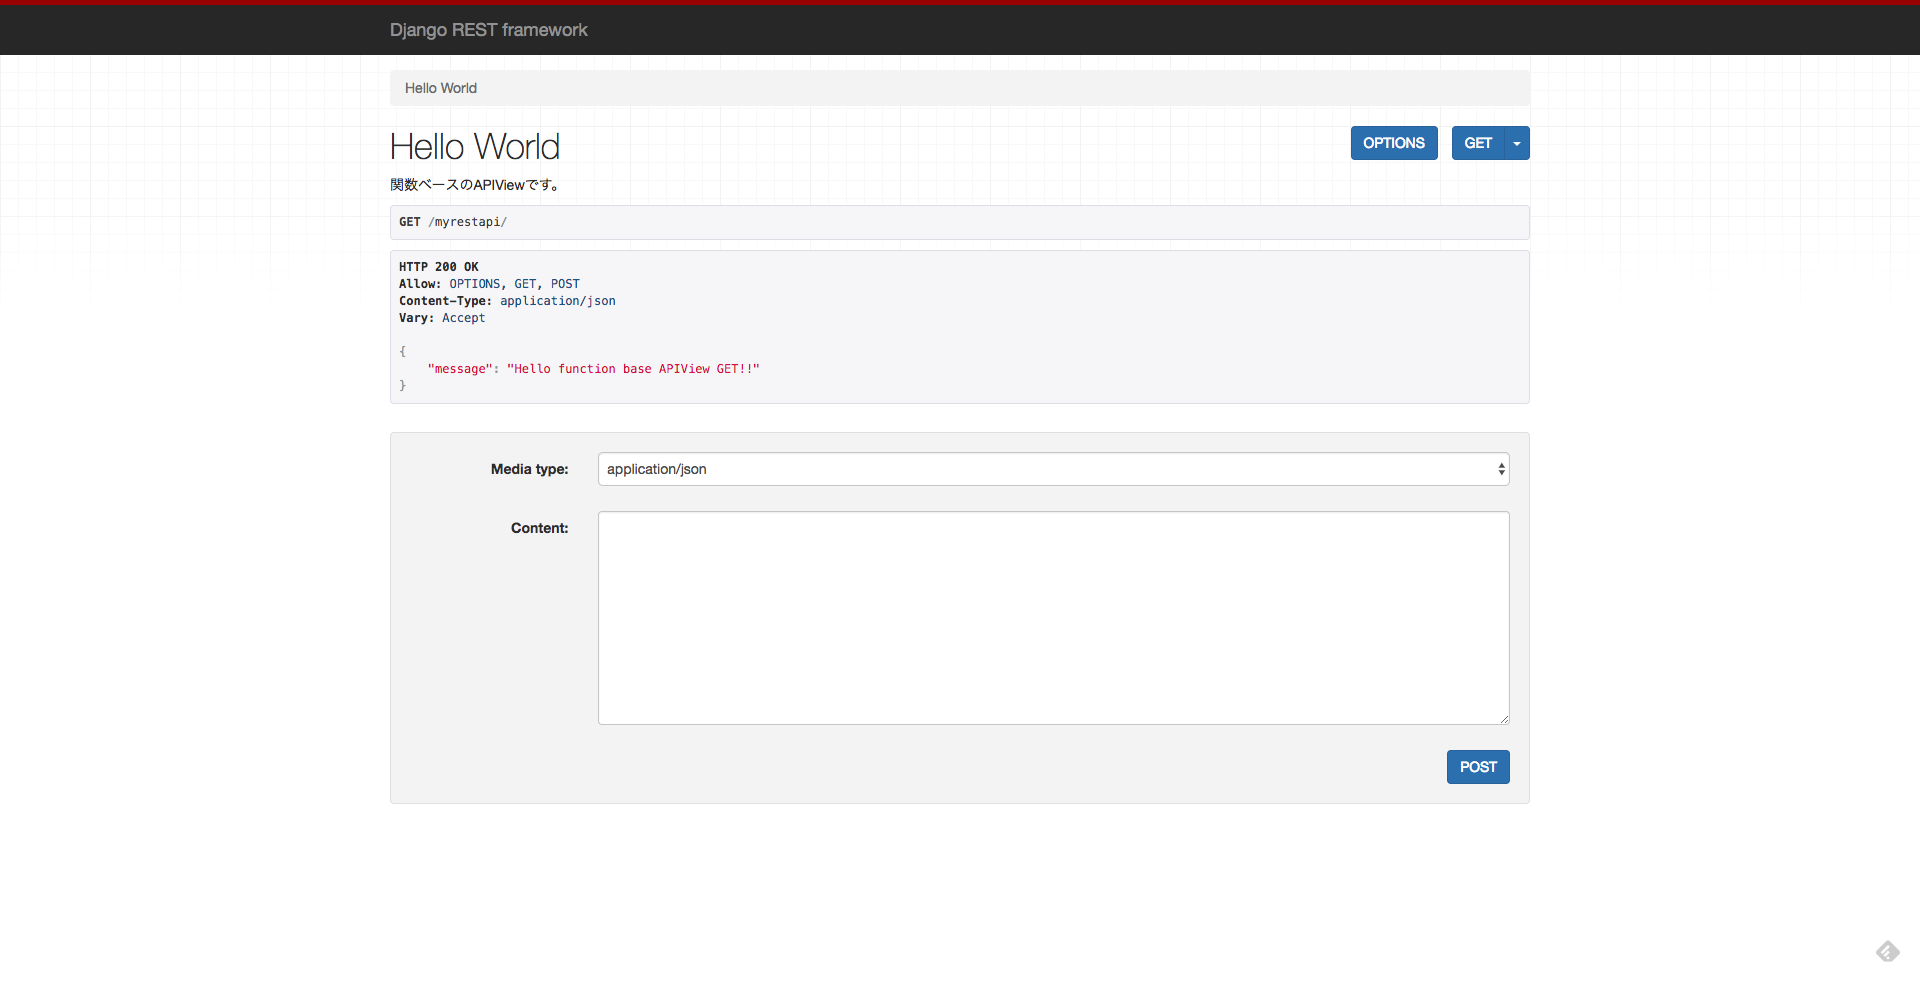 Django REST framework
Hello World
Hello World
OPTIONS
GET
関数ベースのAPIViewです。
GET /myrestapi/
HTTP 200 OK
Allow: OPTIONS, GET, POST
Content-Type: application/json
Vary: Accept
{
"message": "Hello function base APIView GET!!"
}
Media type:
application/json
Content:
POST